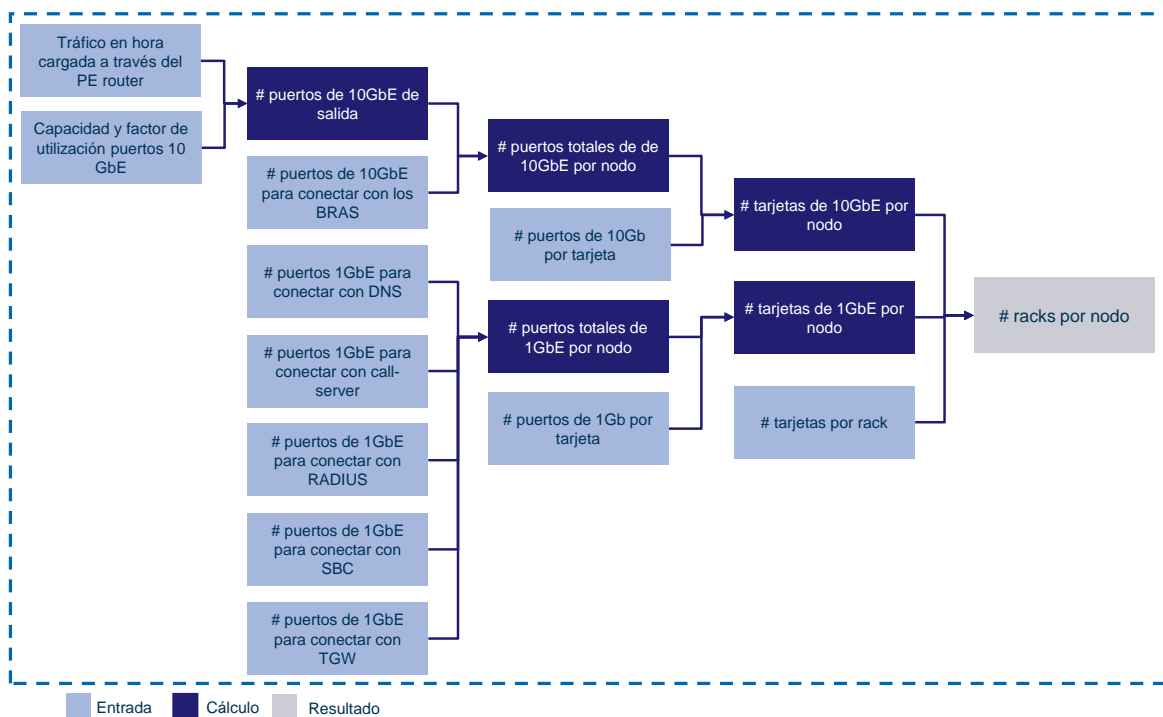 Tráfico en hora
cargada a través del
PE router
Capacidad y factor de
utilización puertos 10
GbE
# puertos de 10GbE de
salida
# puertos de 10GbE
para conectar con los
BRAS
# puertos 1GbE para
conectar con DNS
# puertos 1GbE para
conectar con call-
server
# puertos de 1GbE
para conectar con
RADIUS
# puertos de 1GbE
para conectar con
SBC
# puertos de 1GbE
para conectar con
TGW
# puertos totales de de
10GbE por nodo
# puertos de 10Gb
por tarjeta
# puertos totales de
1GbE por nodo
# puertos de 1Gb por
tarjeta
# tarjetas de 10GbE por
nodo
# tarjetas de 1GbE por
nodo
# tarjetas por rack
# racks por nodo
Entrada
Cálculo
Resultado